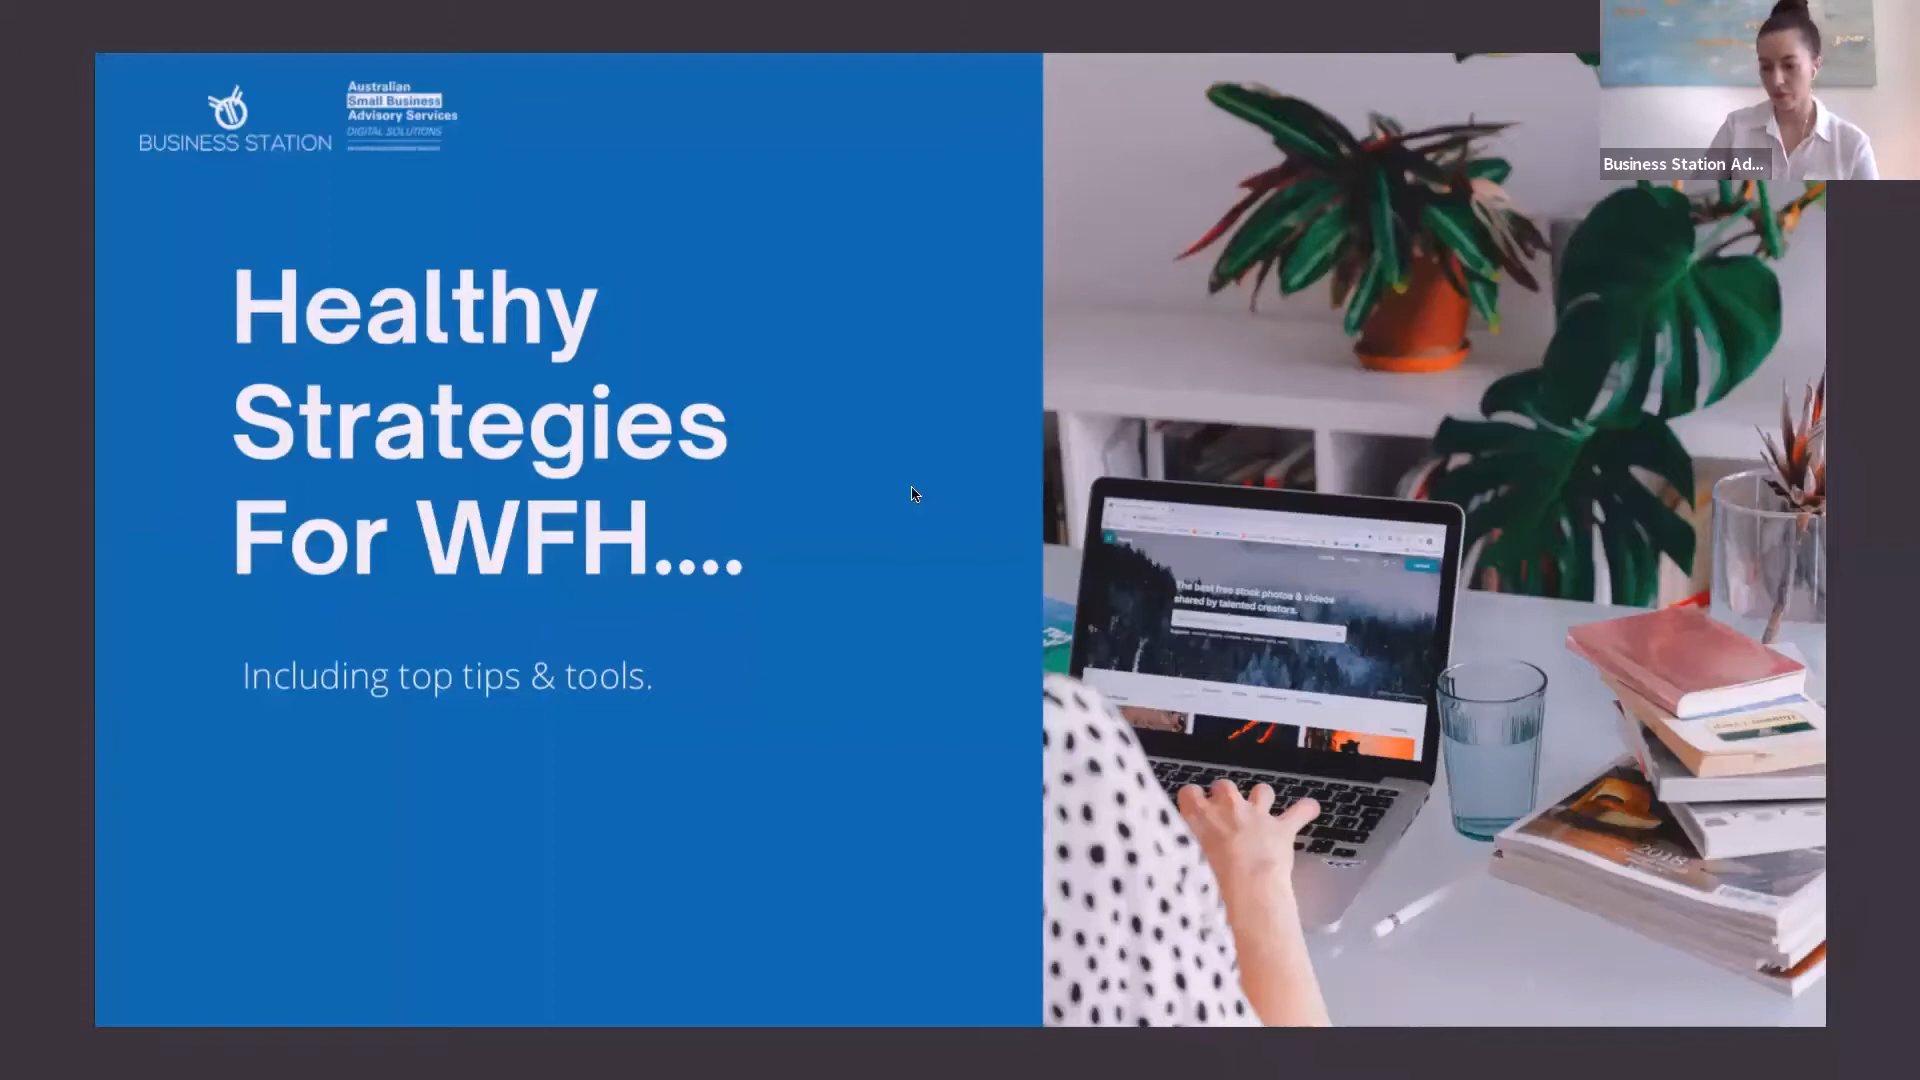 BUSINESS STATION
Australian
Small Business
Advisory Services
DIGITAL SOLUTIONS
Healthy
Strategies
For WFH....
Including top tips & tools.
Business Station Ad...
The best free stock photos & videos
shared by talented creators.
2018